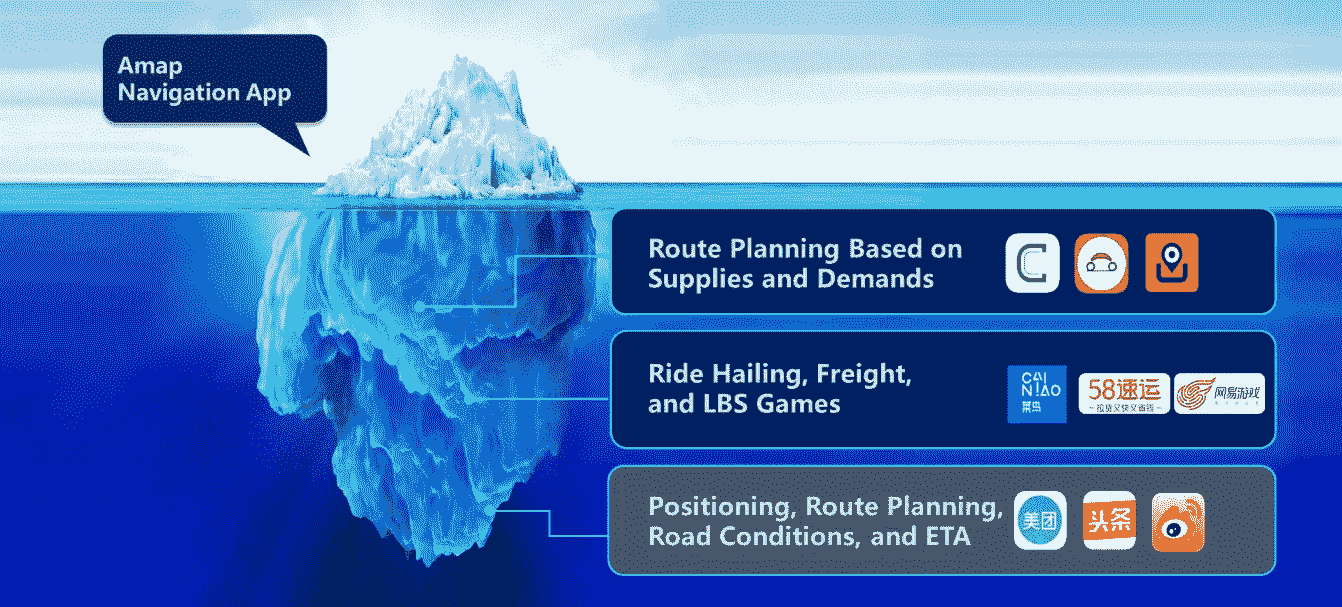 Amap
Navigation App
Route Planning Based on
Supplies and Demands
Ride Hailing, Freight,
and LBS Games
CAI
NIAO
菜鸟
58速运
网易游戏
Positioning, Route Planning,
Road Conditions, and ETA
美团
头条